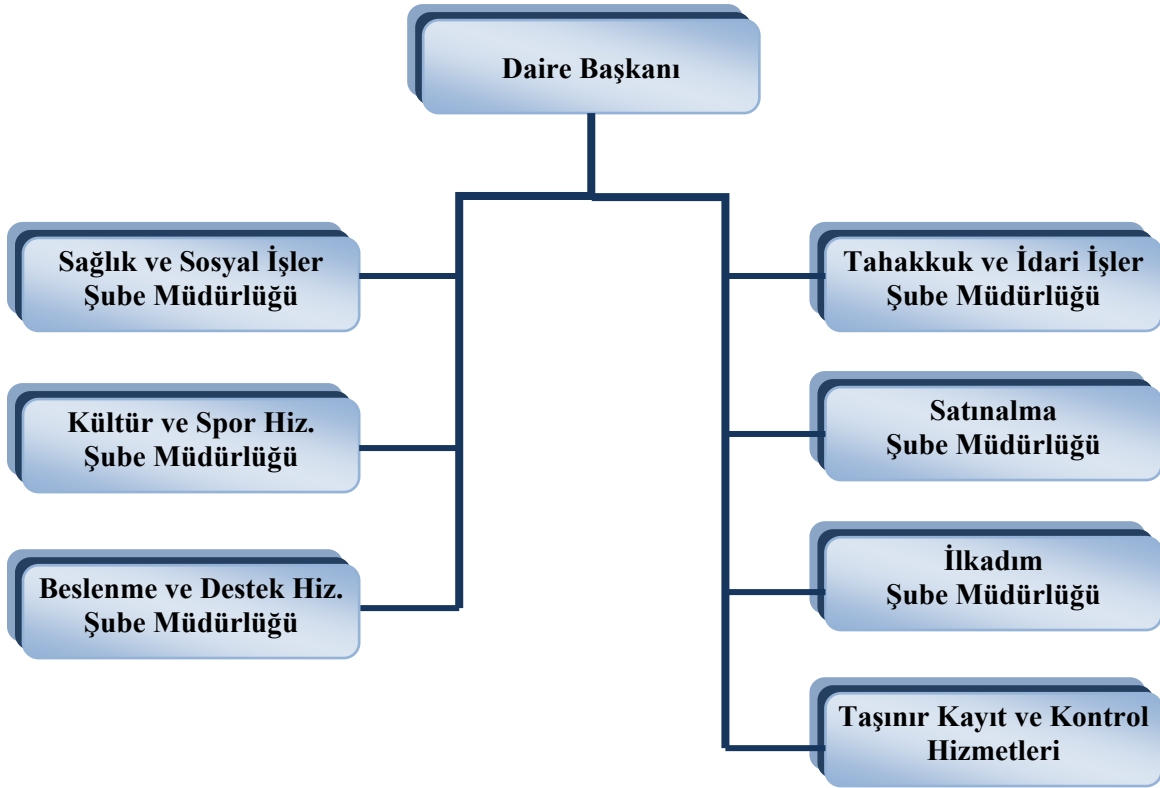 Daire Başkanı
Sağlık ve Sosyal İşler
Şube Müdürlüğü
Kültür ve Spor Hiz.
Şube Müdürlüğü
Beslenme ve Destek Hiz.
Şube Müdürlüğü
Tahakkuk ve İdari İşler
Şube Müdürlüğü
Satınalma
Şube Müdürlüğü
İlkadım
Şube Müdürlüğü
Taşınır Kayıt ve Kontrol
Hizmetleri